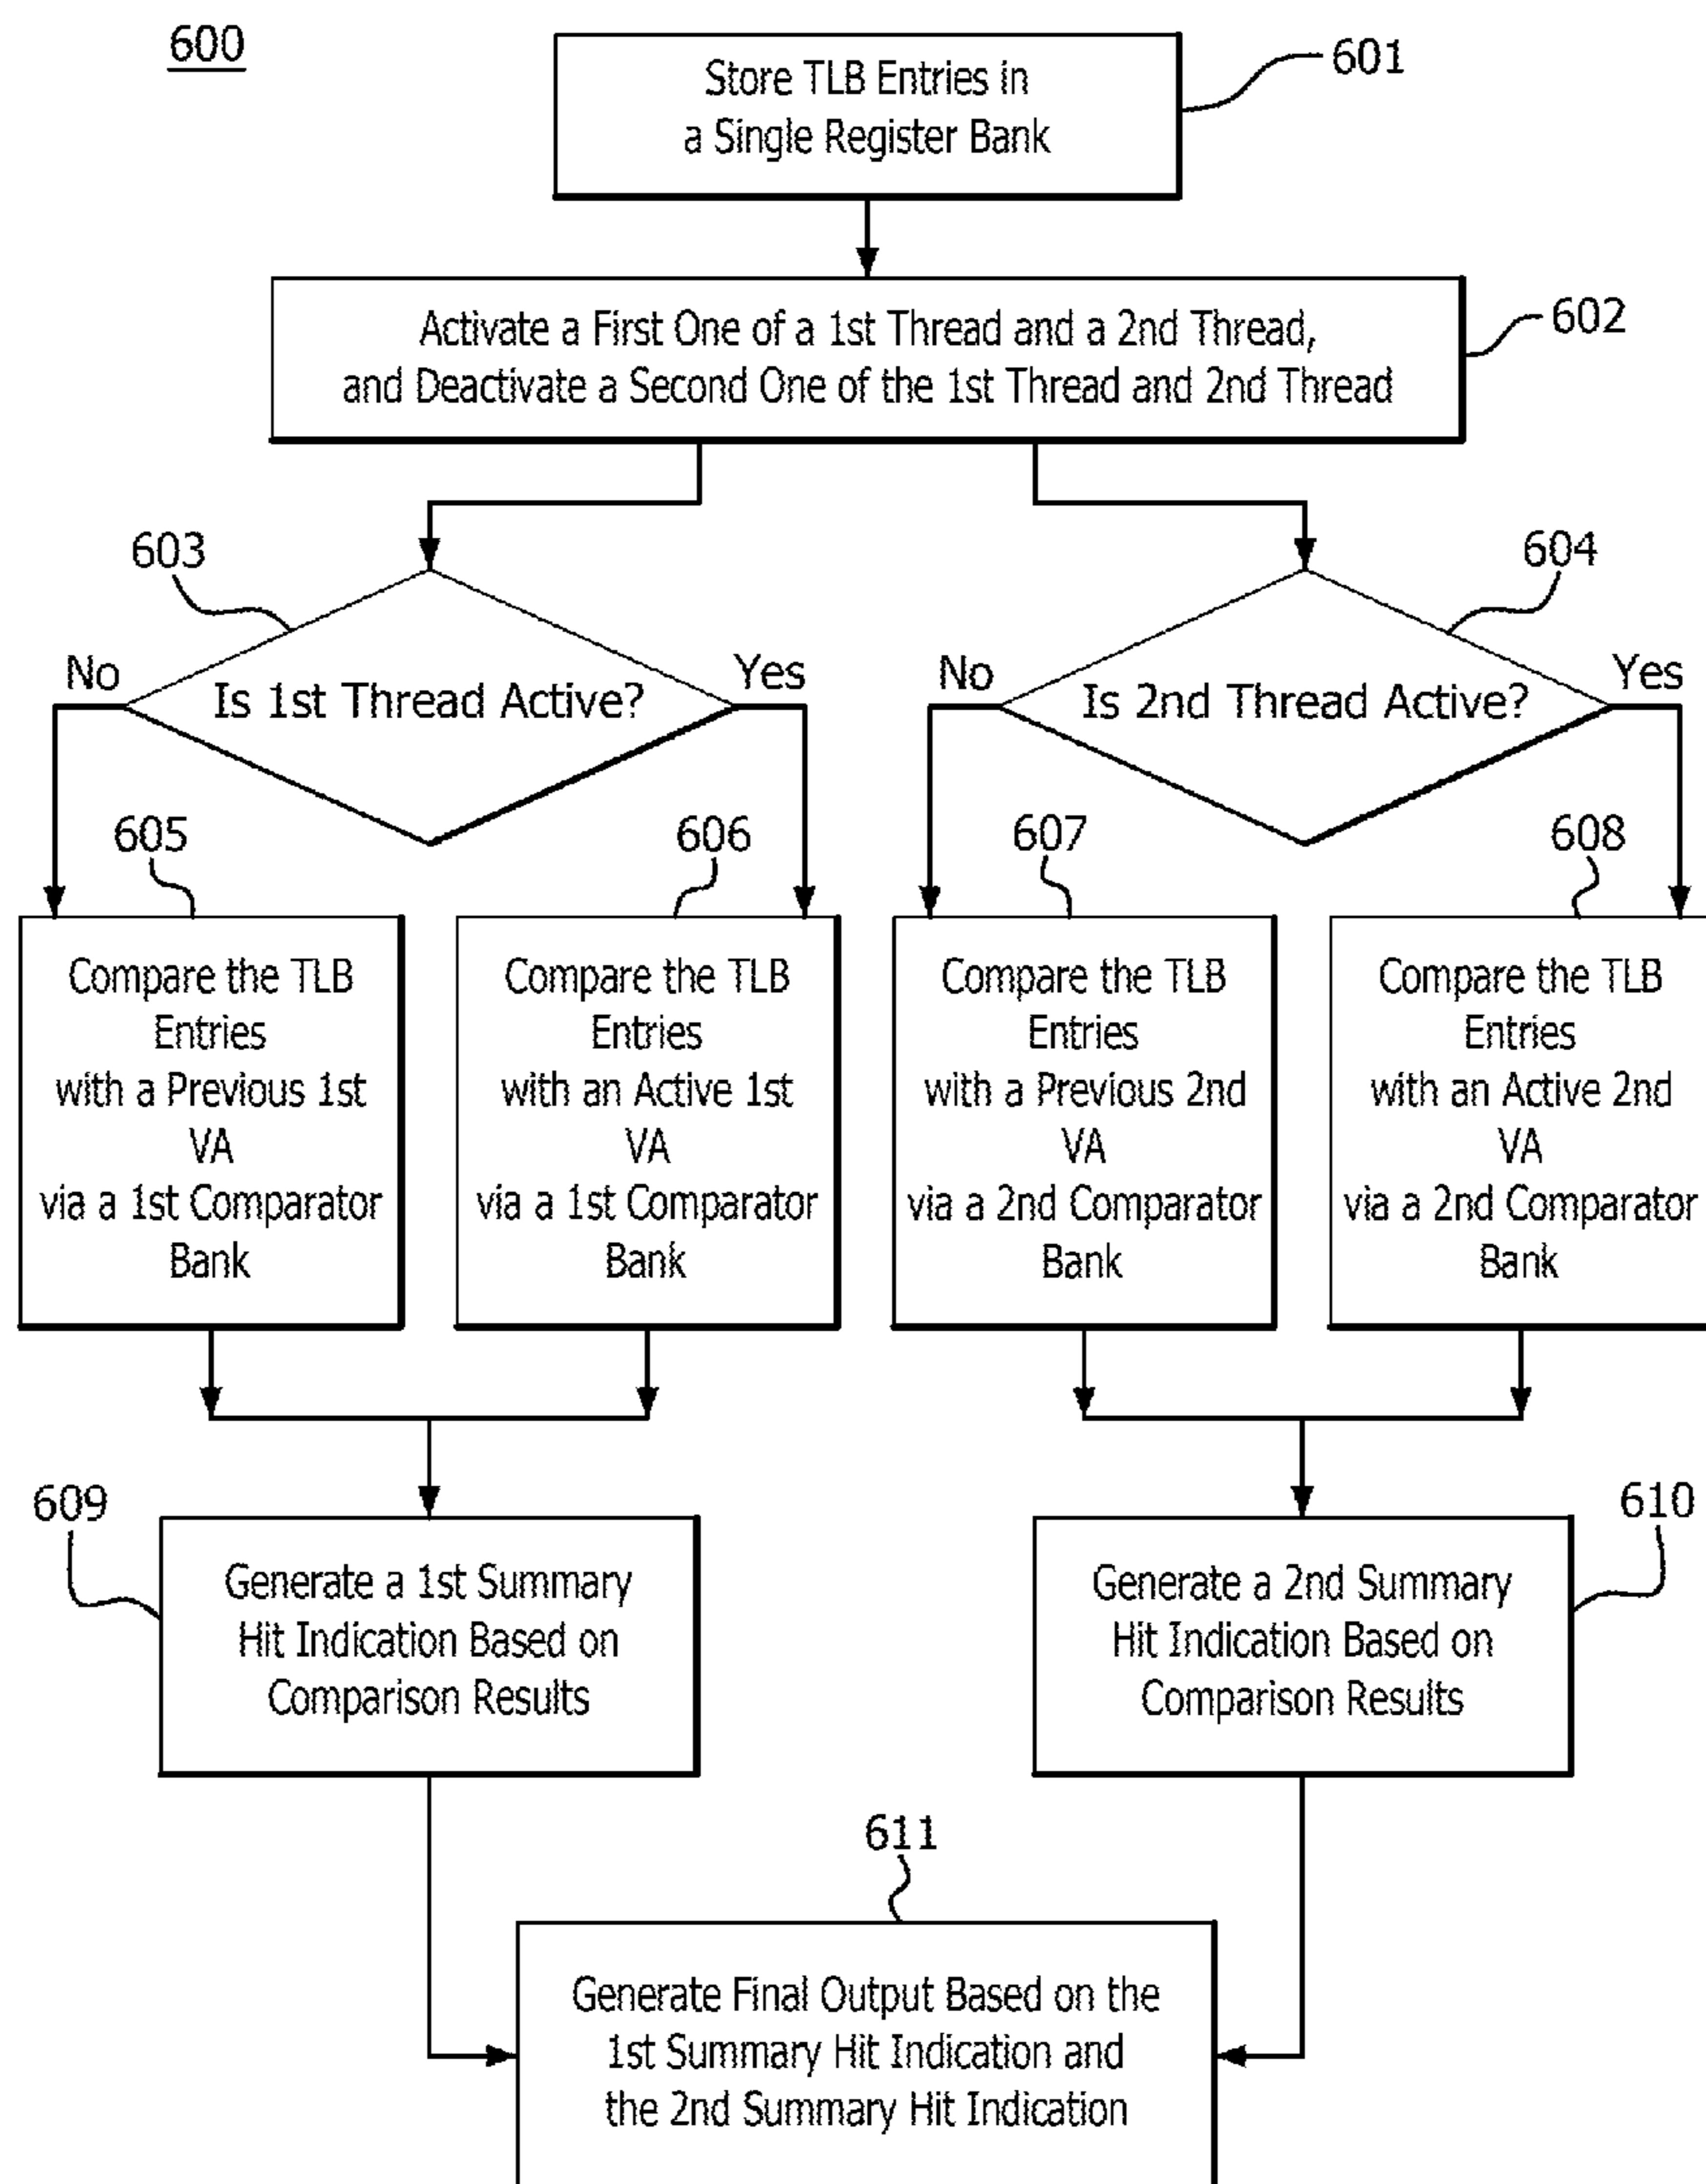 600
601
Store TLB Entries in
a Single Register Bank
602
Activate a First One of a 1st Thread and a 2nd Thread,
and Deactivate a Second One of the 1st Thread and 2nd Thread
603
No
Is 1st Thread Active?
Yes
604
No
Is 2nd Thread Active?
Yes
605
Compare the TLB
Entries
with a Previous 1st
VA
via a 1st Comparator
Bank
606
Compare the TLB
Entries
with an Active 1st
VA
via a 1st Comparator
Bank
607
Compare the TLB
Entries
with a Previous 2nd
VA
via a 2nd Comparator
Bank
608
Compare the TLB
Entries
with an Active 2nd
VA
via a 2nd Comparator
Bank
609
Generate a 1st Summary
Hit Indication Based on
Comparison Results
610
Generate a 2nd Summary
Hit Indication Based on
Comparison Results
611
Generate Final Output Based on the
1st Summary Hit Indication and
the 2nd Summary Hit Indication